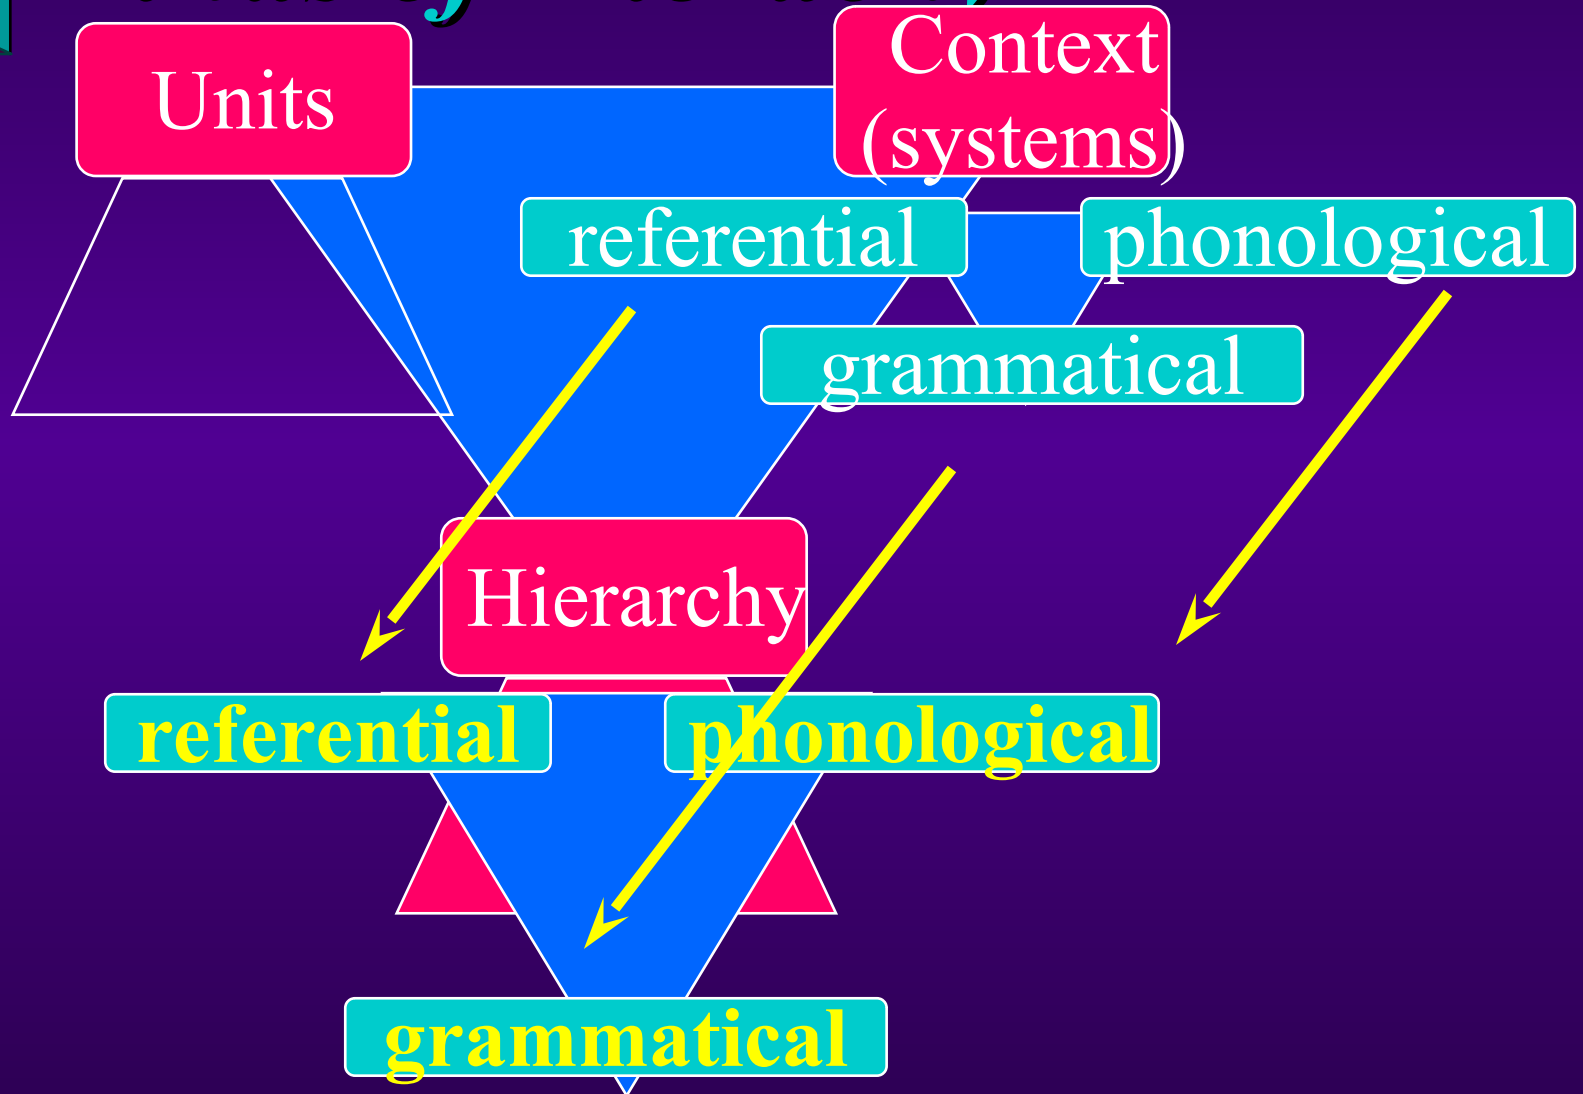 Units
Context
(systems)
referential
phonological
grammatical
Hierarchy
referential
phonological
grammatical